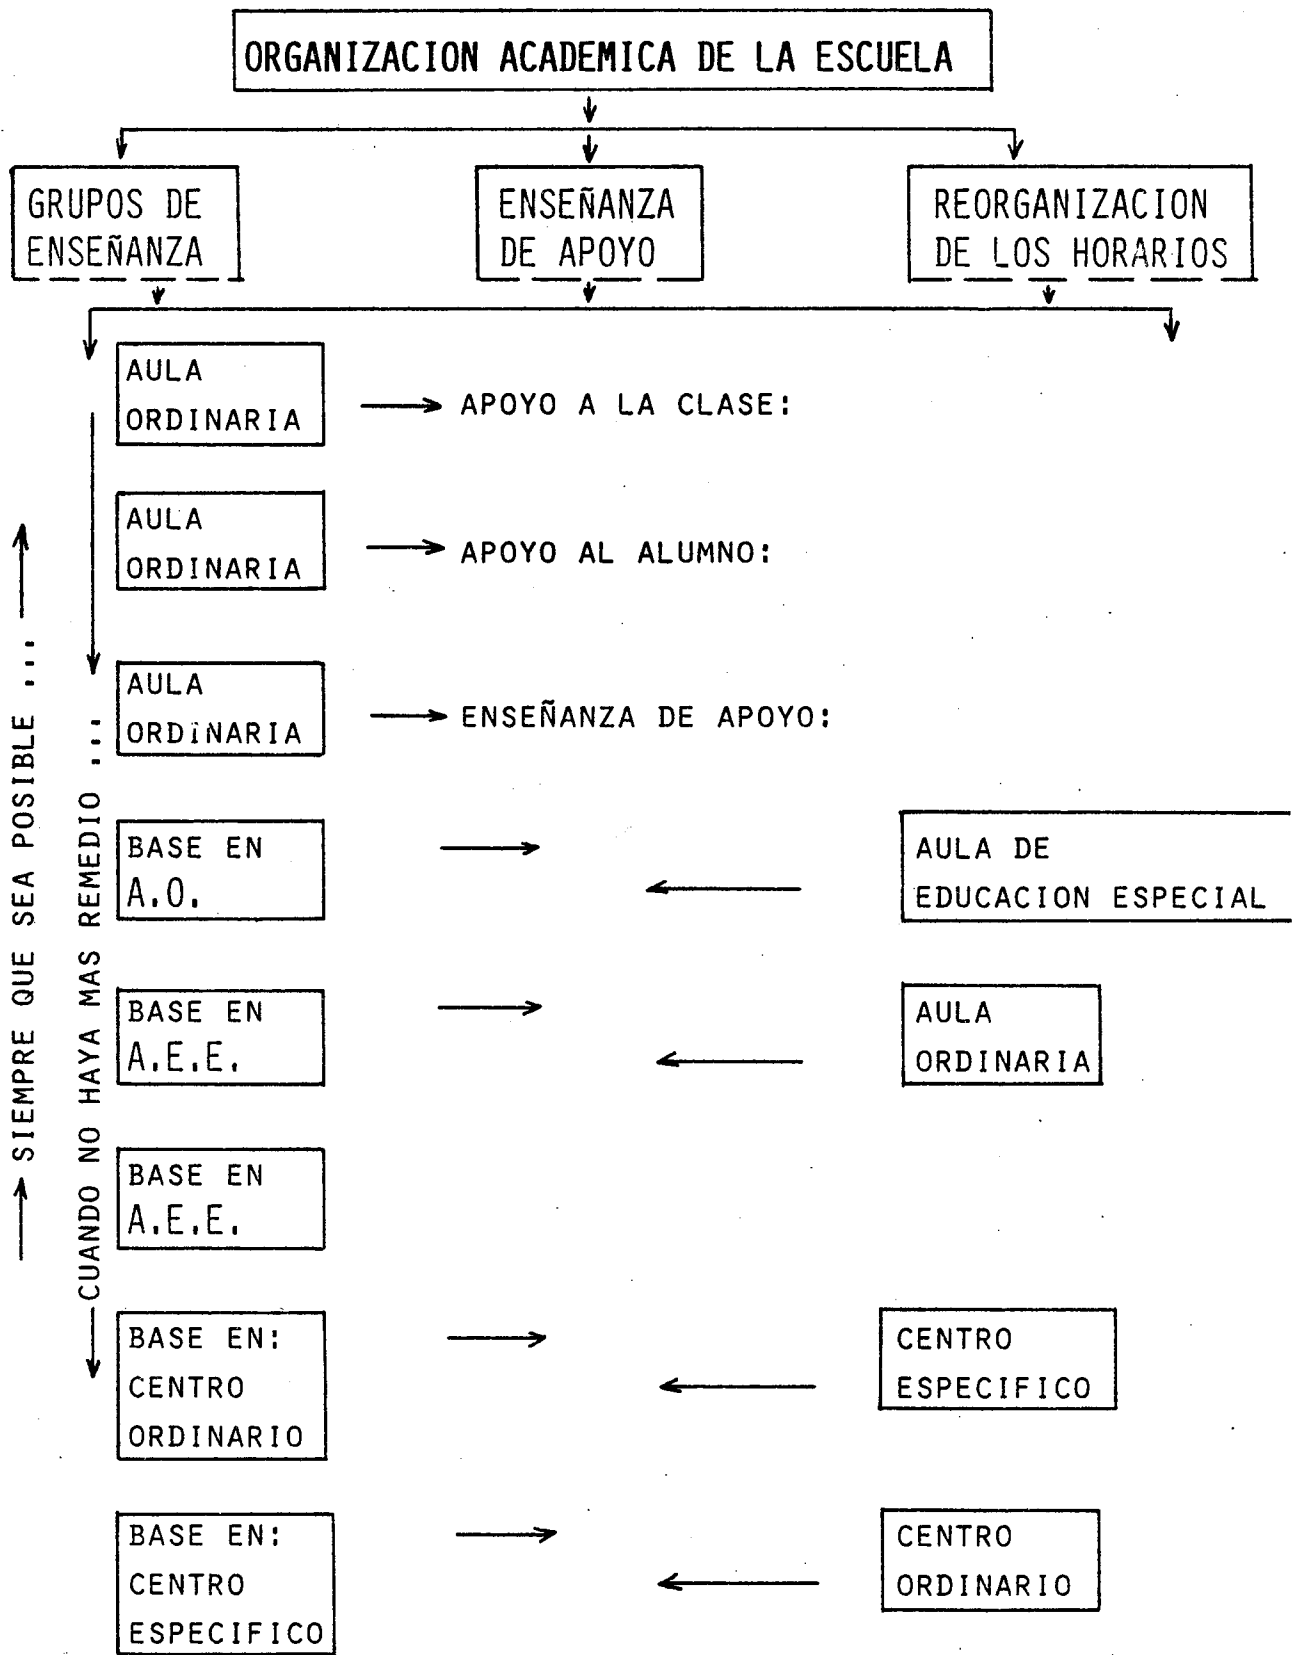 ORGANIZACION ACADEMICA DE LA ESCUELA
GRUPOS DE
ENSEÑANZA
ENSEÑANZA
DE APOYO
REORGANIZACION
DE LOS HORARIOS
AULA
ORDINARIA
APOYO A LA CLASE:
AULA
ORDINARIA
APOYO AL ALUMNO:
AULA
ORDINARIA
ENSEÑANZA DE APOYO:
BASE EN
A.O.
AULA DE
EDUCACION ESPECIAL
BASE EN
A.E.E.
AULA
ORDINARIA
BASE EN
A.E.E.
BASE EN:
CENTRO
ORDINARIO
CENTRO
ESPECIFICO
BASE EN:
CENTRO
ESPECIFICO
CENTRO
ORDINARIO
SIEMPRE QUE SEA POSIBLE ...
CUANDO NO HAYA MAS REMEDIO ...